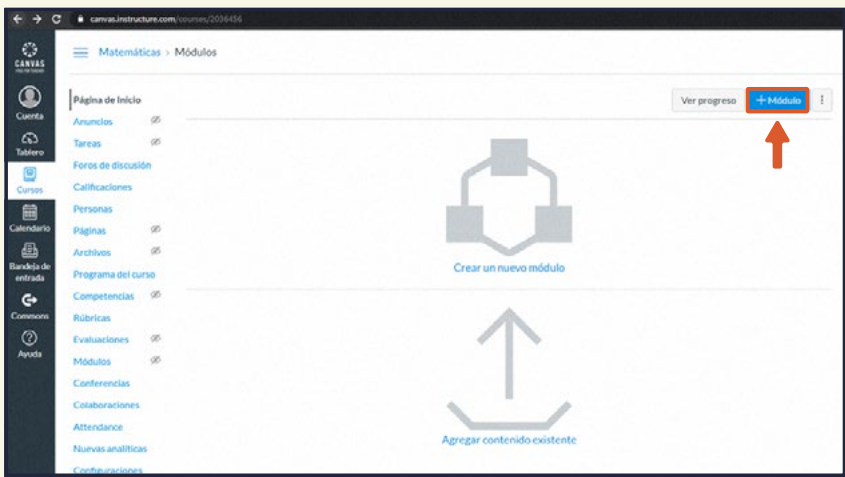 canvas.instructure.com/courses/2036456
CANVAS
Matemáticas > Módulos
Cuenta
Tablero
Cursos
Calendario
Bandeja de
entrada
Commons
Ayuda
Página de Inicio
Anuncios
Tareas
Foros de discusión
Calificaciones
Personas
Páginas
Archivos
Programa del curso
Competencias
Rúbricas
Evaluaciones
Módulos
Conferencias
Colaboraciones
Attendance
Nuevas analíticas
Configuraciones
Ver progreso +Módulo
Crear un nuevo módulo
Agregar contenido existente